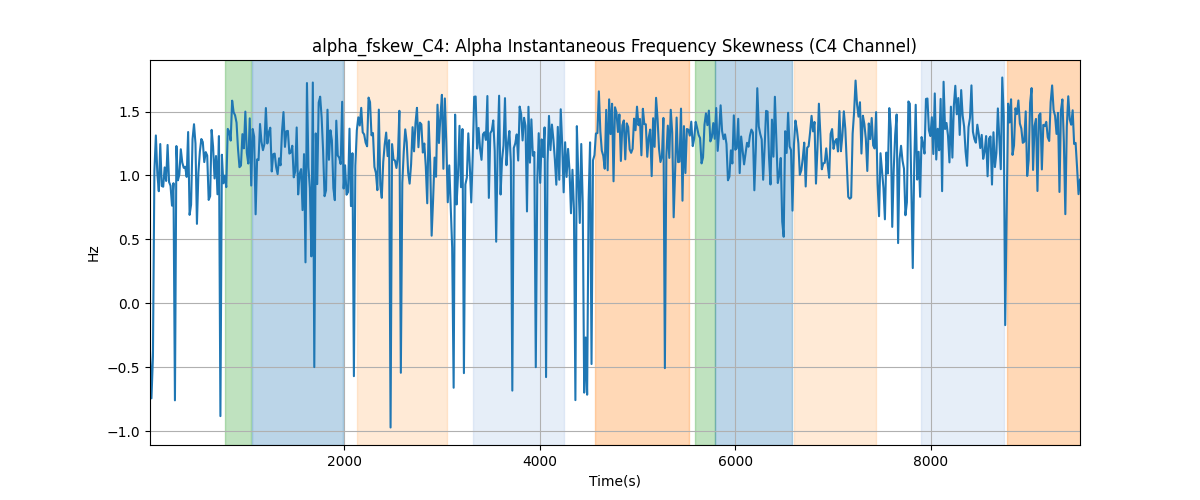 alpha_fskew_C4: Alpha Instantaneous Frequency Skewness (C4 Channel)
Hz
1.5
1.0
0.5
0.0
−0.5
−1.0
2000 4000 6000 8000
Time(s)